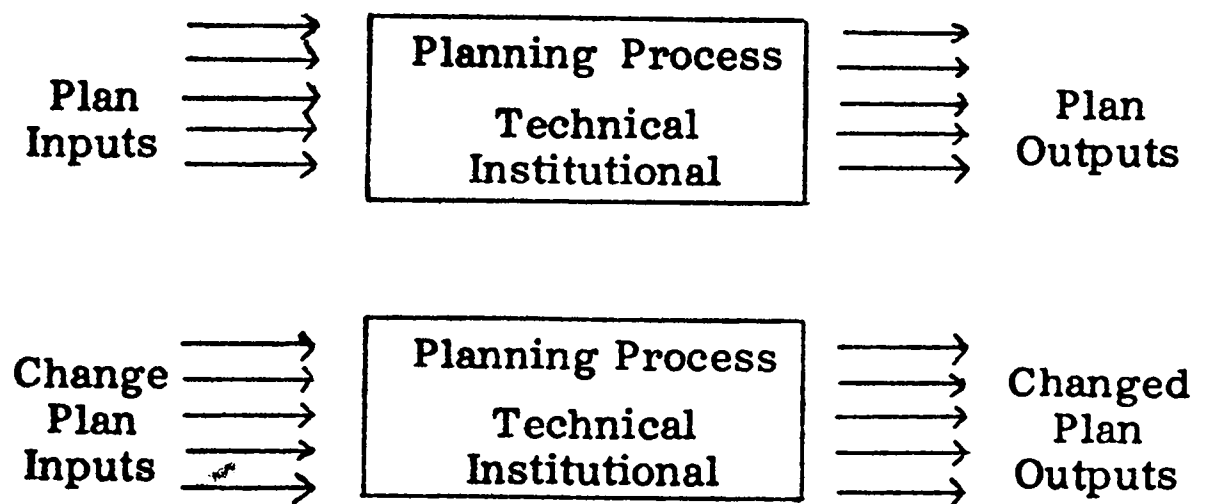 Plan
Inputs
Planning Process
Technical
Institutional
Plan
Outputs
Change
Plan
Inputs
Planning Process
Technical
Institutional
Changed
Plan
Outputs